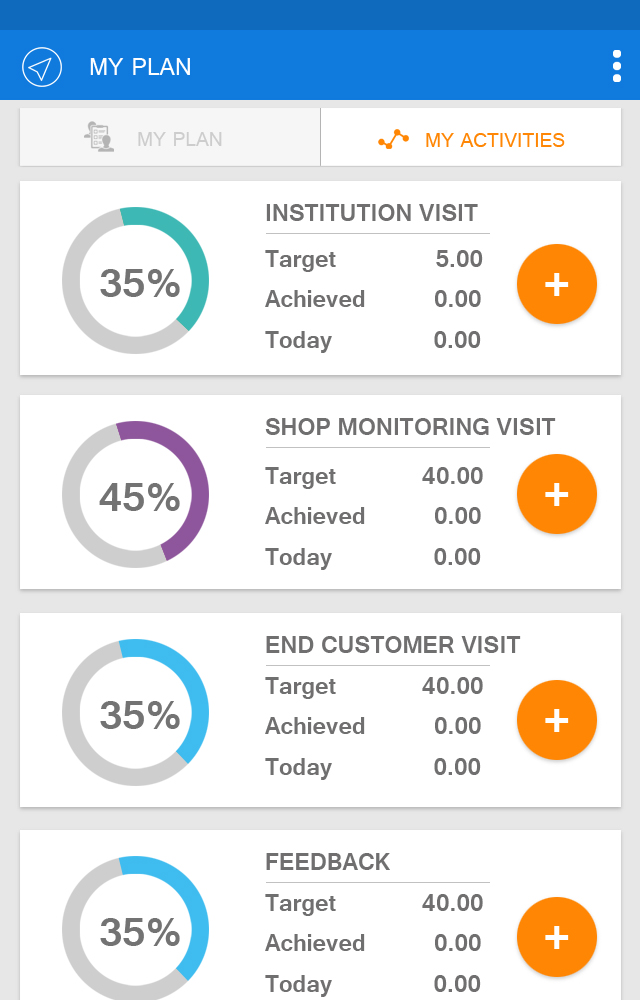 MY PLAN
MY PLAN
MY ACTIVITIES
35%
INSTITUTION VISIT
Target 5.00
Achieved 0.00
Today 0.00
+
45%
SHOP MONITORING VISIT
Target 40.00
Achieved 0.00
Today 0.00
+
35%
END CUSTOMER VISIT
Target 40.00
Achieved 0.00
Today 0.00
+
35%
FEEDBACK
Target 40.00
Achieved 0.00
Today 0.00
+